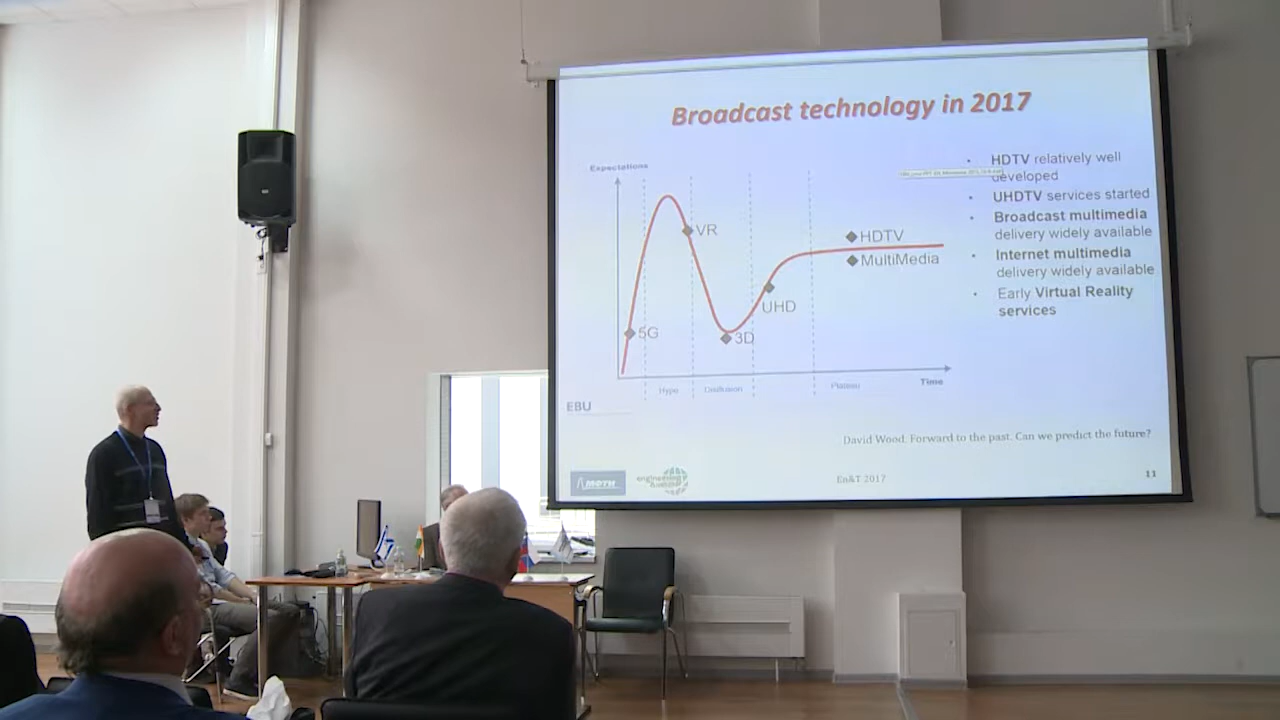 Broadcast technology in 2017
Expectations
HDTV relatively well
developed
UHDTV services started
Broadcast multimedia
delivery widely available
Internet multimedia
delivery widely available
Early Virtual Reality
services
VR
HDTV
MultiMedia
UHD
5G
3D
Hype
Disillusion
Plateau
Time
EBU
David Wood. Forward to the past. Can we predict the future?
En&T 2017
11